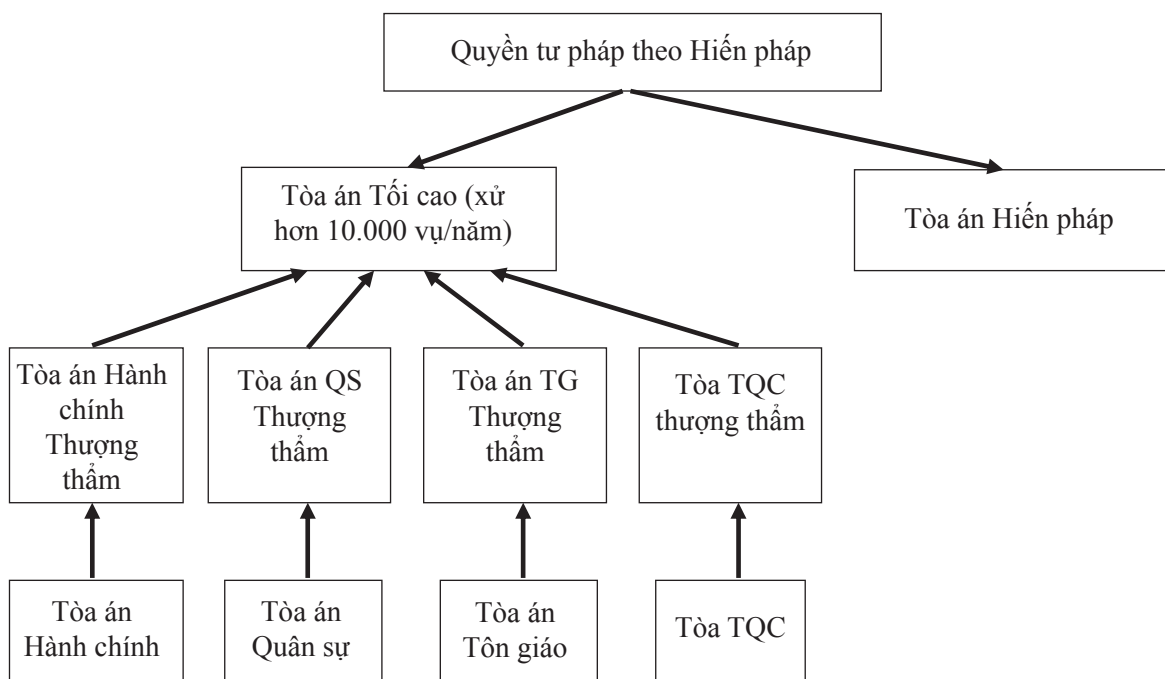 Quyền tư pháp theo Hiến pháp
Tòa án Tối cao (xử
hơn 10.000 vụ/năm)
Tòa án Hiến pháp
Tòa án Hành
chính
Thượng
thẩm
Tòa án QS
Thượng
thẩm
Tòa án TG
Thượng
thẩm
Tòa TQC
thượng thẩm
Tòa án
Hành chính
Tòa án
Quân sự
Tòa án
Tôn giáo
Tòa TQC